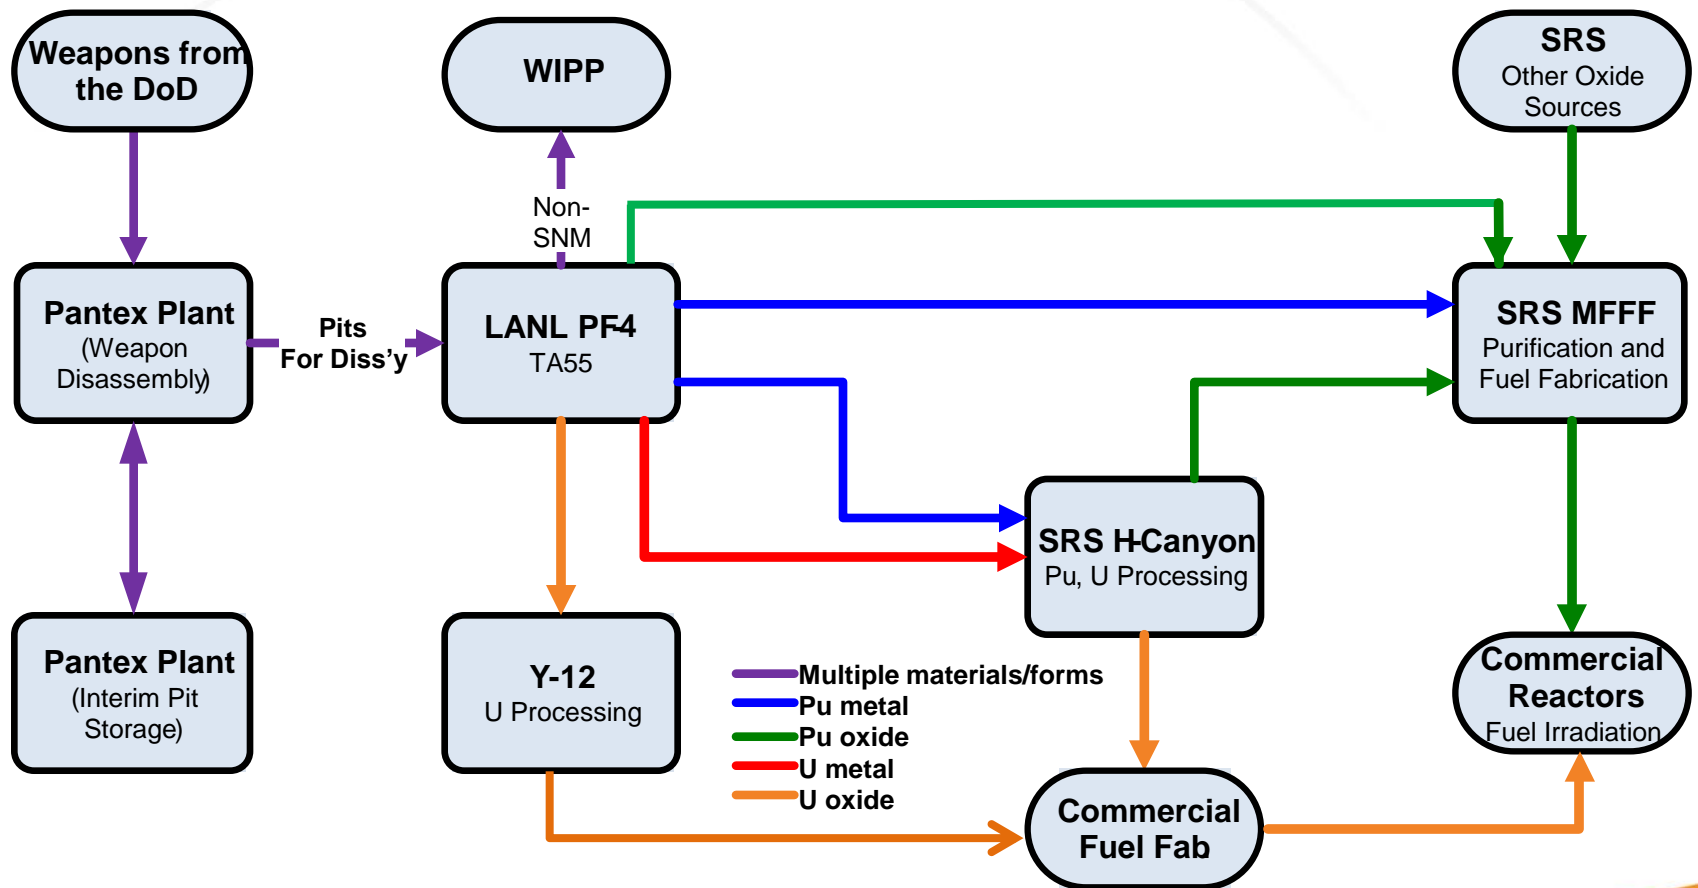 Weapons from
the DoD
WIPP
SRS
Other Oxide
Sources
Non-
SNM
Pantex Plant
(Weapon
Disassembly)
Pits
For Diss'y
LANL PF-4
TA55
SRS MFFF
Purification and
Fuel Fabrication
SRS H-Canyon
Pu, U Processing
Pantex Plant
(Interim Pit
Storage)
Y-12
U Processing
Multiple materials/forms
Pu metal
Pu oxide
U metal
U oxide
Commercial
Reactors
Fuel Irradiation
Commercial
Fuel Fab